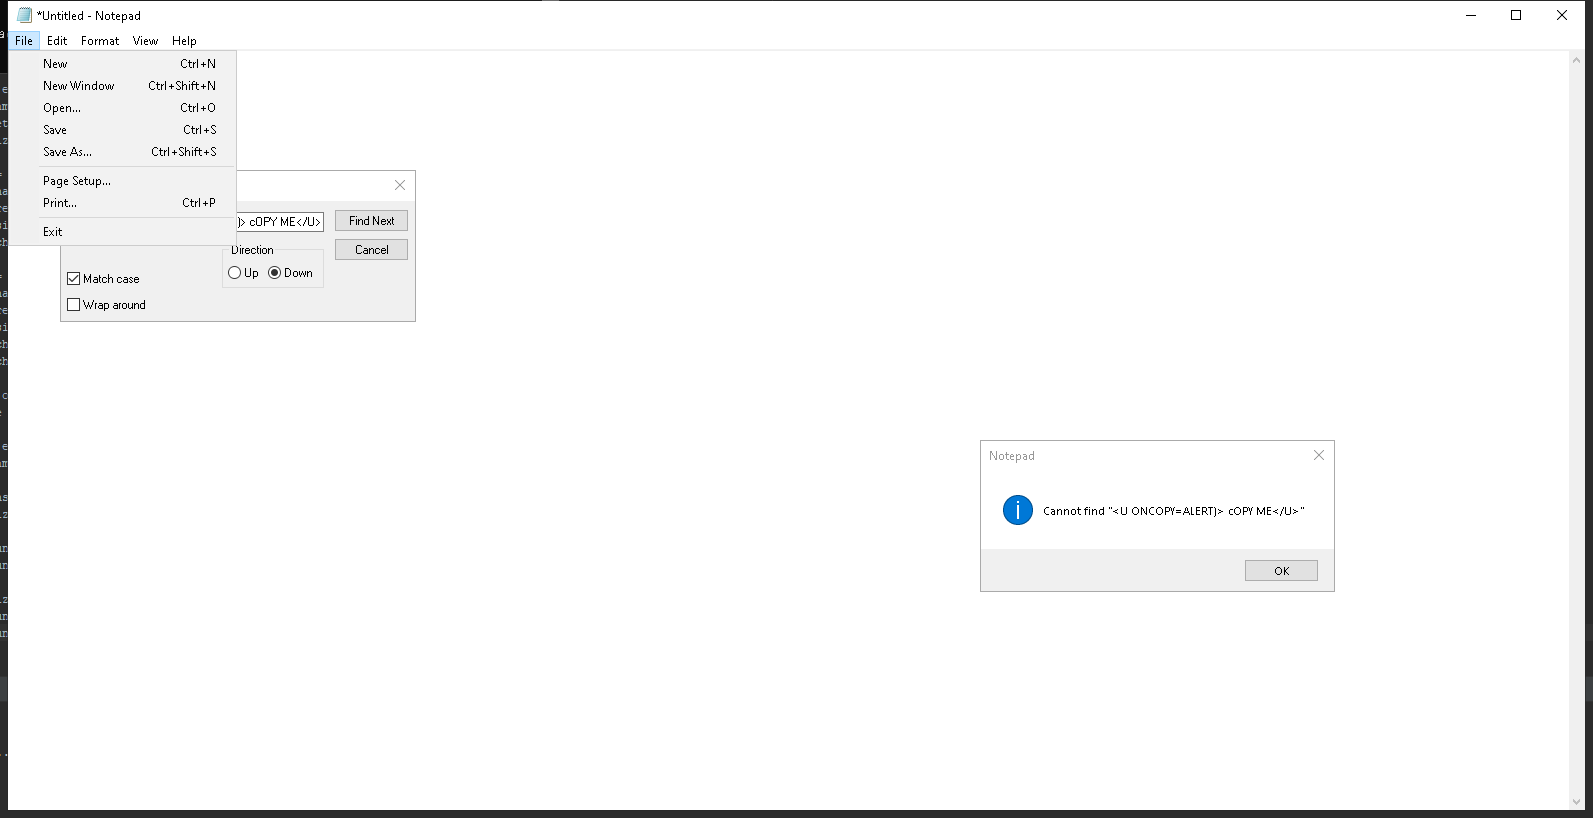 *Untitled - Notepad
File Edit Format View Help
New Ctrl+N
New Window Ctrl+Shift+N
Open... Ctrl+O
Save Ctrl+S
Save As... Ctrl+Shift+S
Page Setup...
Print... Ctrl+P
Exit
)> cOPY ME</U>
Find Next
Direction
Cancel
Up Down
Match case
Wrap around
Notepad
Cannot find "<U ONCOPY=ALERT)> cOPY ME</U>"
OK